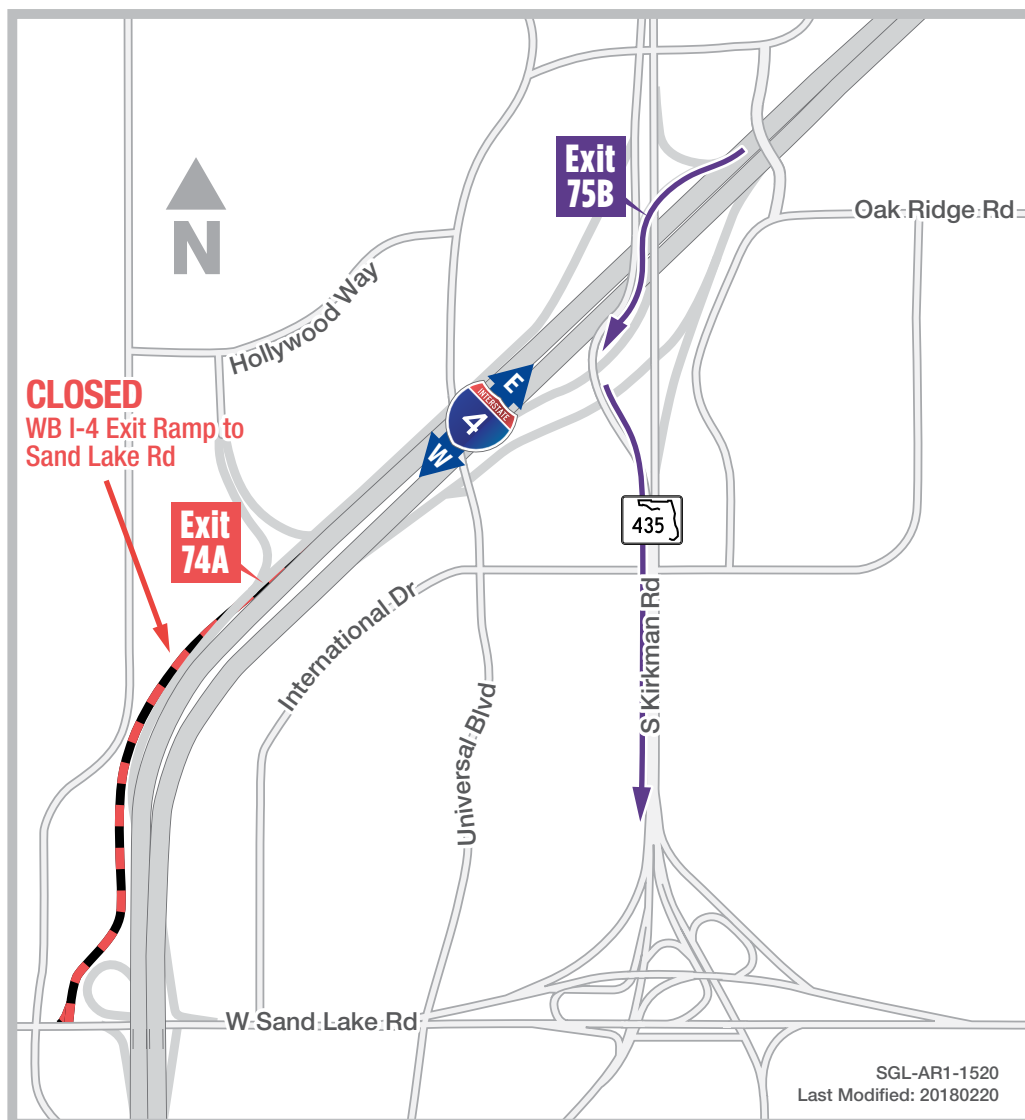 Exit
75B
Oak Ridge Rd
N
Hollywood Way
CLOSED
WB I-4 Exit Ramp to
Sand Lake Rd
E
INTERSTATE
4
W
Exit
74A
435
International Dr
S Kirkman Rd
Universal Blvd
W Sand Lake Rd
SGL-AR1-1520
Last Modified: 20180220